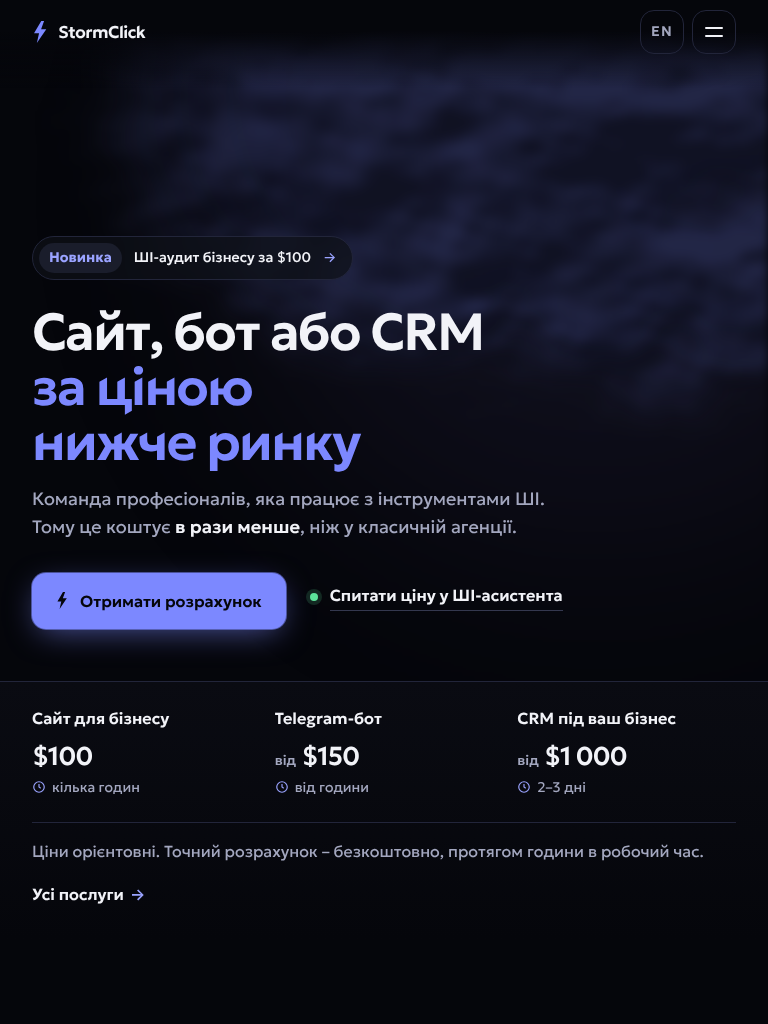 StormClick
EN
Новинка ШІ-аудит бізнесу за $100 →
Сайт, бот або CRM
за ціною
нижче ринку
Команда професіоналів, яка працює з інструментами ШІ.
Тому це коштує в рази менше, ніж у класичній агенції.
Отримати розрахунок
Спитати ціну у ШІ-асистента
Сайт для бізнесу
$100
кілька годин
Telegram-бот
від $150
від години
CRM під ваш бізнес
від $1 000
2–3 дні
Ціни орієнтовні. Точний розрахунок – безкоштовно, протягом години в робочий час.
Усі послуги →